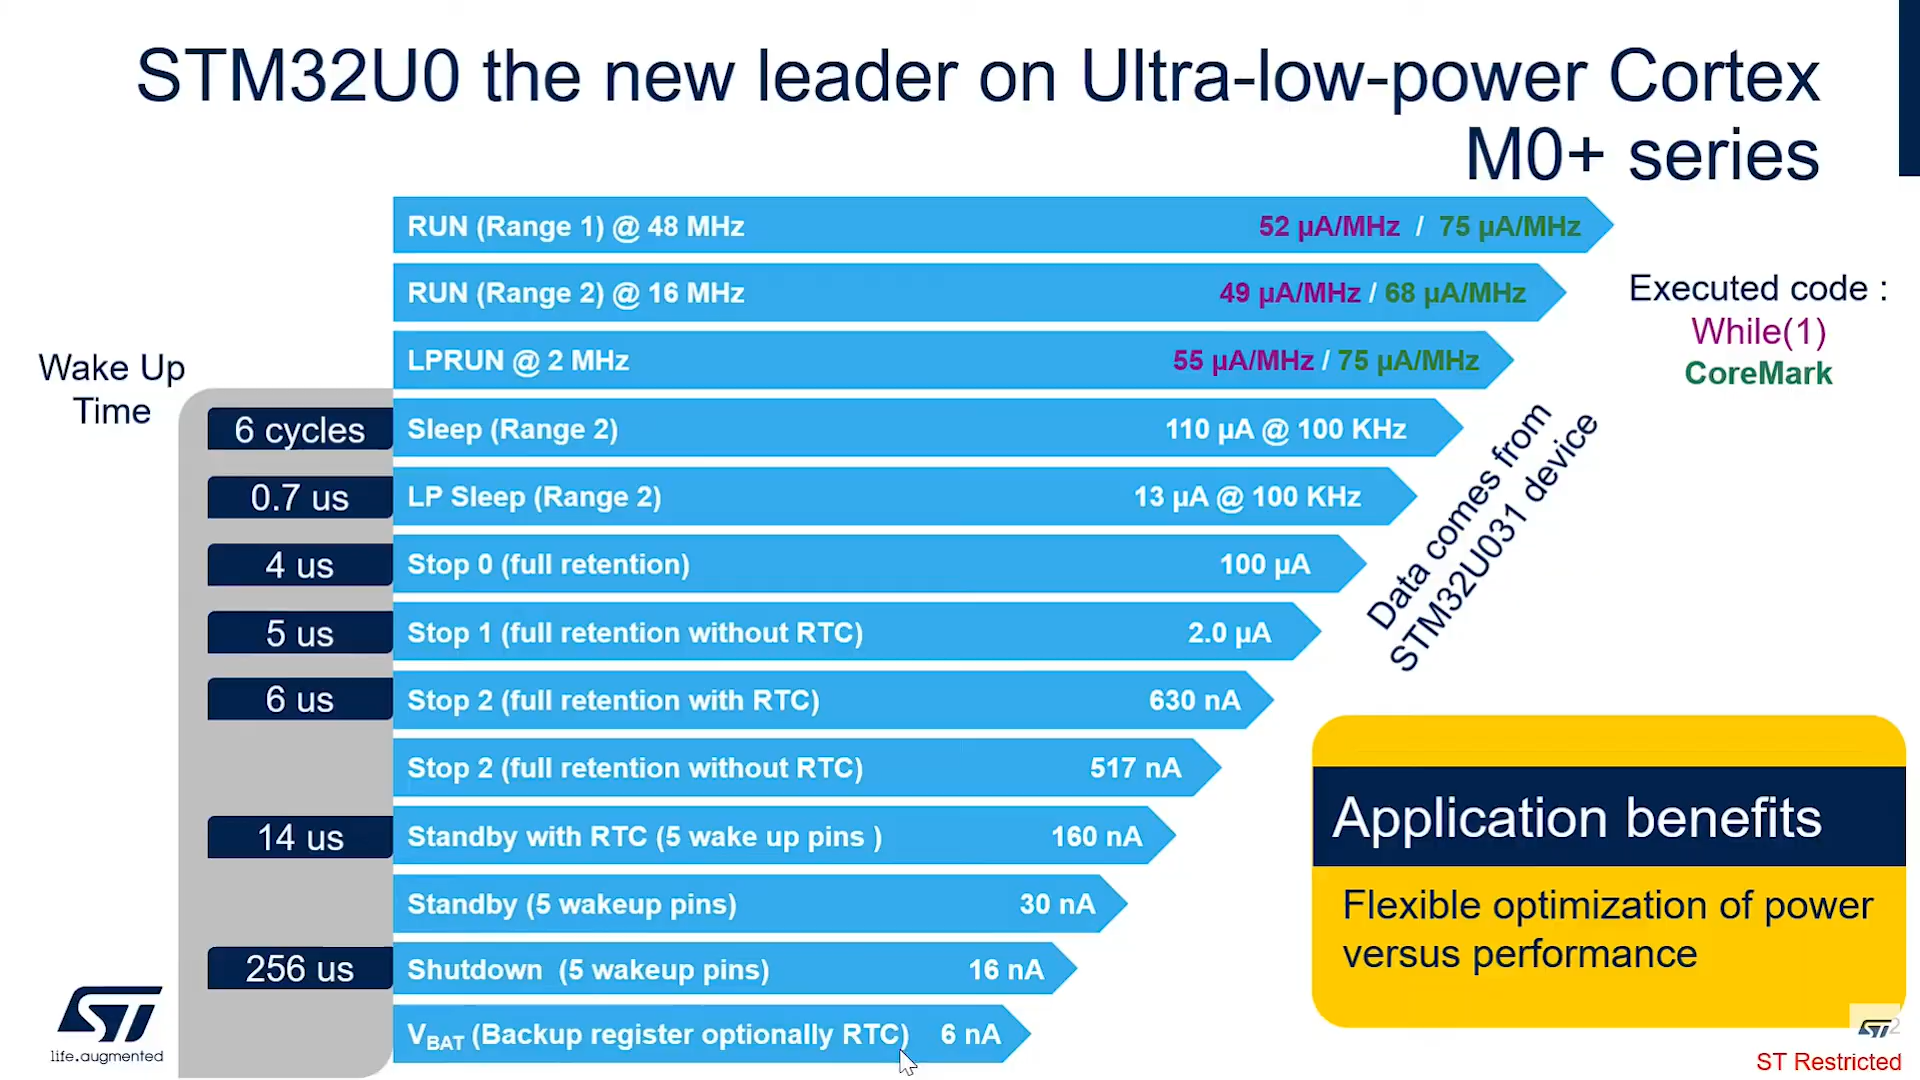 STM32U0 the new leader on Ultra-low-power Cortex
M0+ series
RUN (Range 1) @ 48 MHz 52 µA/MHz / 75 µA/MHz
RUN (Range 2) @ 16 MHz 49 µA/MHz / 68 µA/MHz
LPRUN @ 2 MHz 55 µA/MHz / 75 µA/MHz
Executed code :
While(1)
CoreMark
Wake Up
Time
6 cycles Sleep (Range 2) 110 µA @ 100 KHz
0.7 us LP Sleep (Range 2) 13 µA @ 100 KHz
4 us Stop 0 (full retention) 100 µA
5 us Stop 1 (full retention without RTC) 2.0 µA
6 us Stop 2 (full retention with RTC) 630 nA
Stop 2 (full retention without RTC) 517 nA
14 us Standby with RTC (5 wake up pins ) 160 nA
Standby (5 wakeup pins) 30 nA
256 us Shutdown (5 wakeup pins) 16 nA
VBAT (Backup register optionally RTC) 6 nA
Data comes from
STM32U031 device
Application benefits
Flexible optimization of power
versus performance
ST
life.augmented
ST 2
ST Restricted